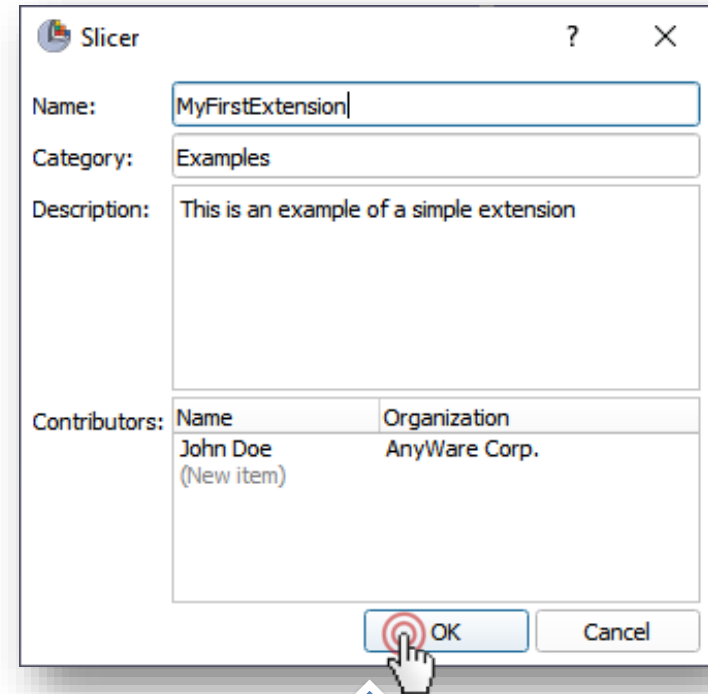 Slicer ?
Name: MyFirstExtension
Category: Examples
Description: This is an example of a simple extension
Contributors: Name Organization
John Doe AnyWare Corp.
(New item)
OK Cancel